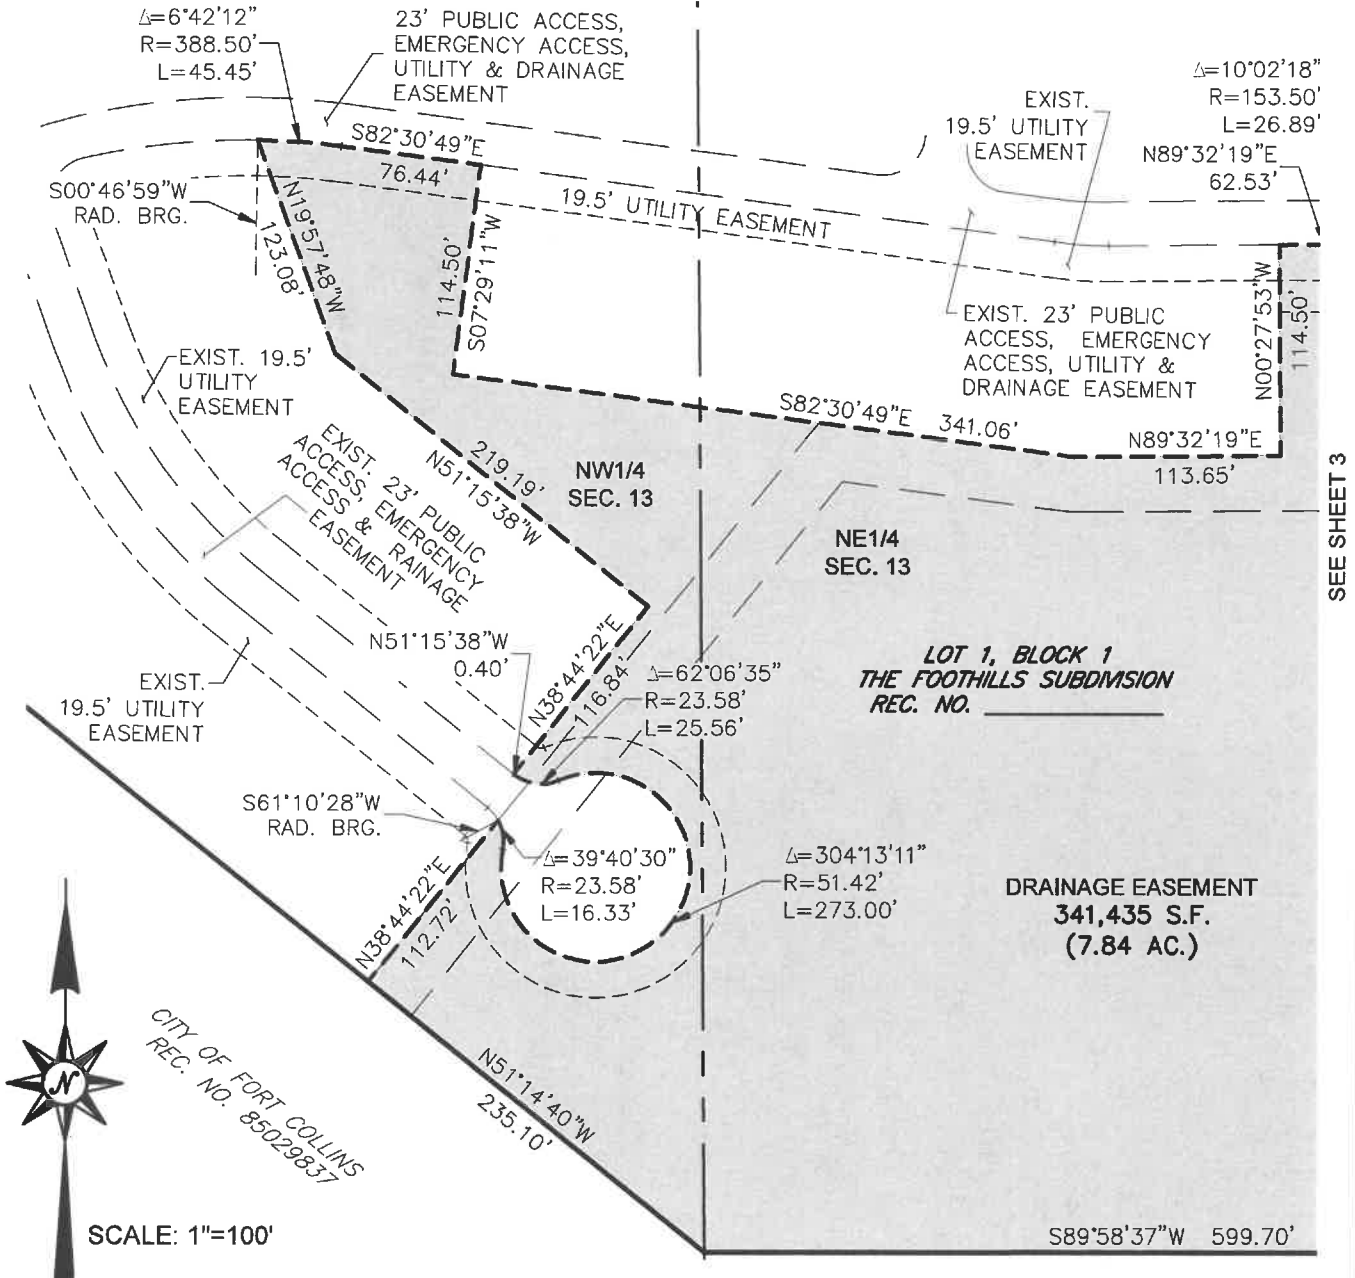 Δ=6°42'12"
R=388.50'
L=45.45'
23' PUBLIC ACCESS,
EMERGENCY ACCESS,
UTILITY & DRAINAGE
EASEMENT
Δ=10°02'18"
R=153.50'
L=26.89'
N89°32'19"E
62.53'
EXIST.
19.5' UTILITY
EASEMENT
S82°30'49"E
76.44'
S00°46'59"W
RAD. BRG.
N19°57'48"W
123.08'
114.50'
S07°29'11"W
19.5' UTILITY EASEMENT
N00°27'53"W
114.50'
EXIST. 23' PUBLIC
ACCESS, EMERGENCY
ACCESS, UTILITY &
DRAINAGE EASEMENT
EXIST. 19.5'
UTILITY
EASEMENT
S82°30'49"E 341.06'
N89°32'19"E
113.65'
EXIST. 23' PUBLIC
ACCESS, EMERGENCY
ACCESS & RAINAGE
EASEMENT
219.19'
N51°15'38"W
NW1/4
SEC. 13
NE1/4
SEC. 13
SEE SHEET 3
N51°15'38"W
0.40'
N38°44'22"E
116.84'
Δ=62°06'35"
R=23.58'
L=25.56'
LOT 1, BLOCK 1
THE FOOTHILLS SUBDIVISION
REC. NO.
EXIST.
19.5' UTILITY
EASEMENT
S61°10'28"W
RAD. BRG.
Δ=39°40'30"
R=23.58'
L=16.33'
Δ=304°13'11"
R=51.42'
L=273.00'
N38°44'22"E
112.72'
DRAINAGE EASEMENT
341,435 S.F.
(7.84 AC.)
CITY OF FORT COLLINS
REC. NO. 85029837
N51°14'40"W
235.10'
N
SCALE: 1"=100'
S89°58'37"W 599.70'